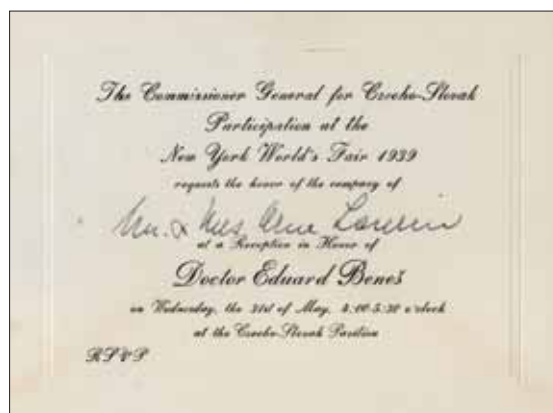 The Commissioner General for Czecho-Slovak
Participation at the
New York World's Fair 1939
requests the honor of the company of
Mr. & Mrs
at a Reception in Honor of
Doctor Eduard Beneš
on Wednesday, the 31st of May, 4:00-5:30 o'clock
at the Czecho-Slovak Pavilion
RSVP